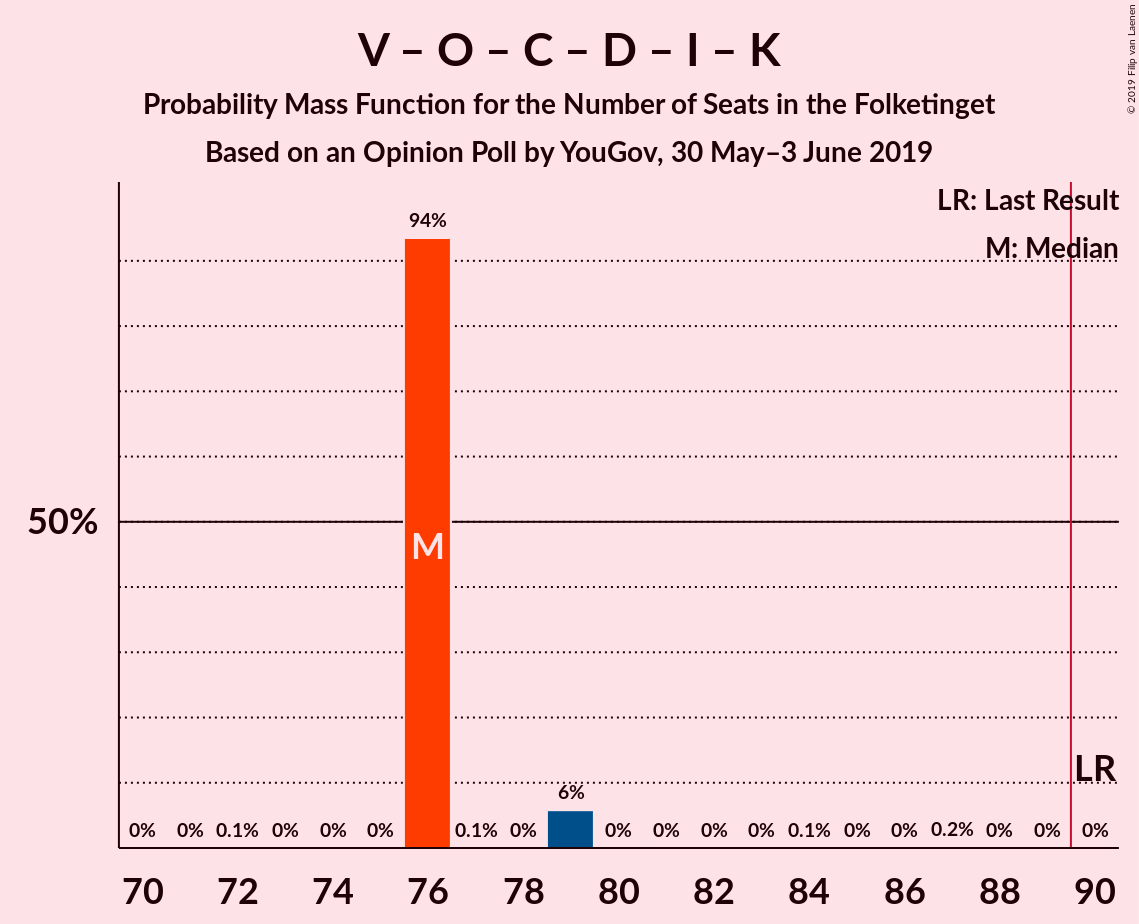 V – O – C – D – I – K
Probability Mass Function for the Number of Seats in the Folketinget
Based on an Opinion Poll by YouGov, 30 May–3 June 2019
© 2019 Filip van Laenen
LR: Last Result
M: Median
94%
50%
M
LR
6%
0% 0% 0.1% 0% 0% 0% 0.1% 0% 0% 0% 0% 0% 0.1% 0% 0% 0.2% 0% 0% 0%
70 72 74 76 78 80 82 84 86 88 90